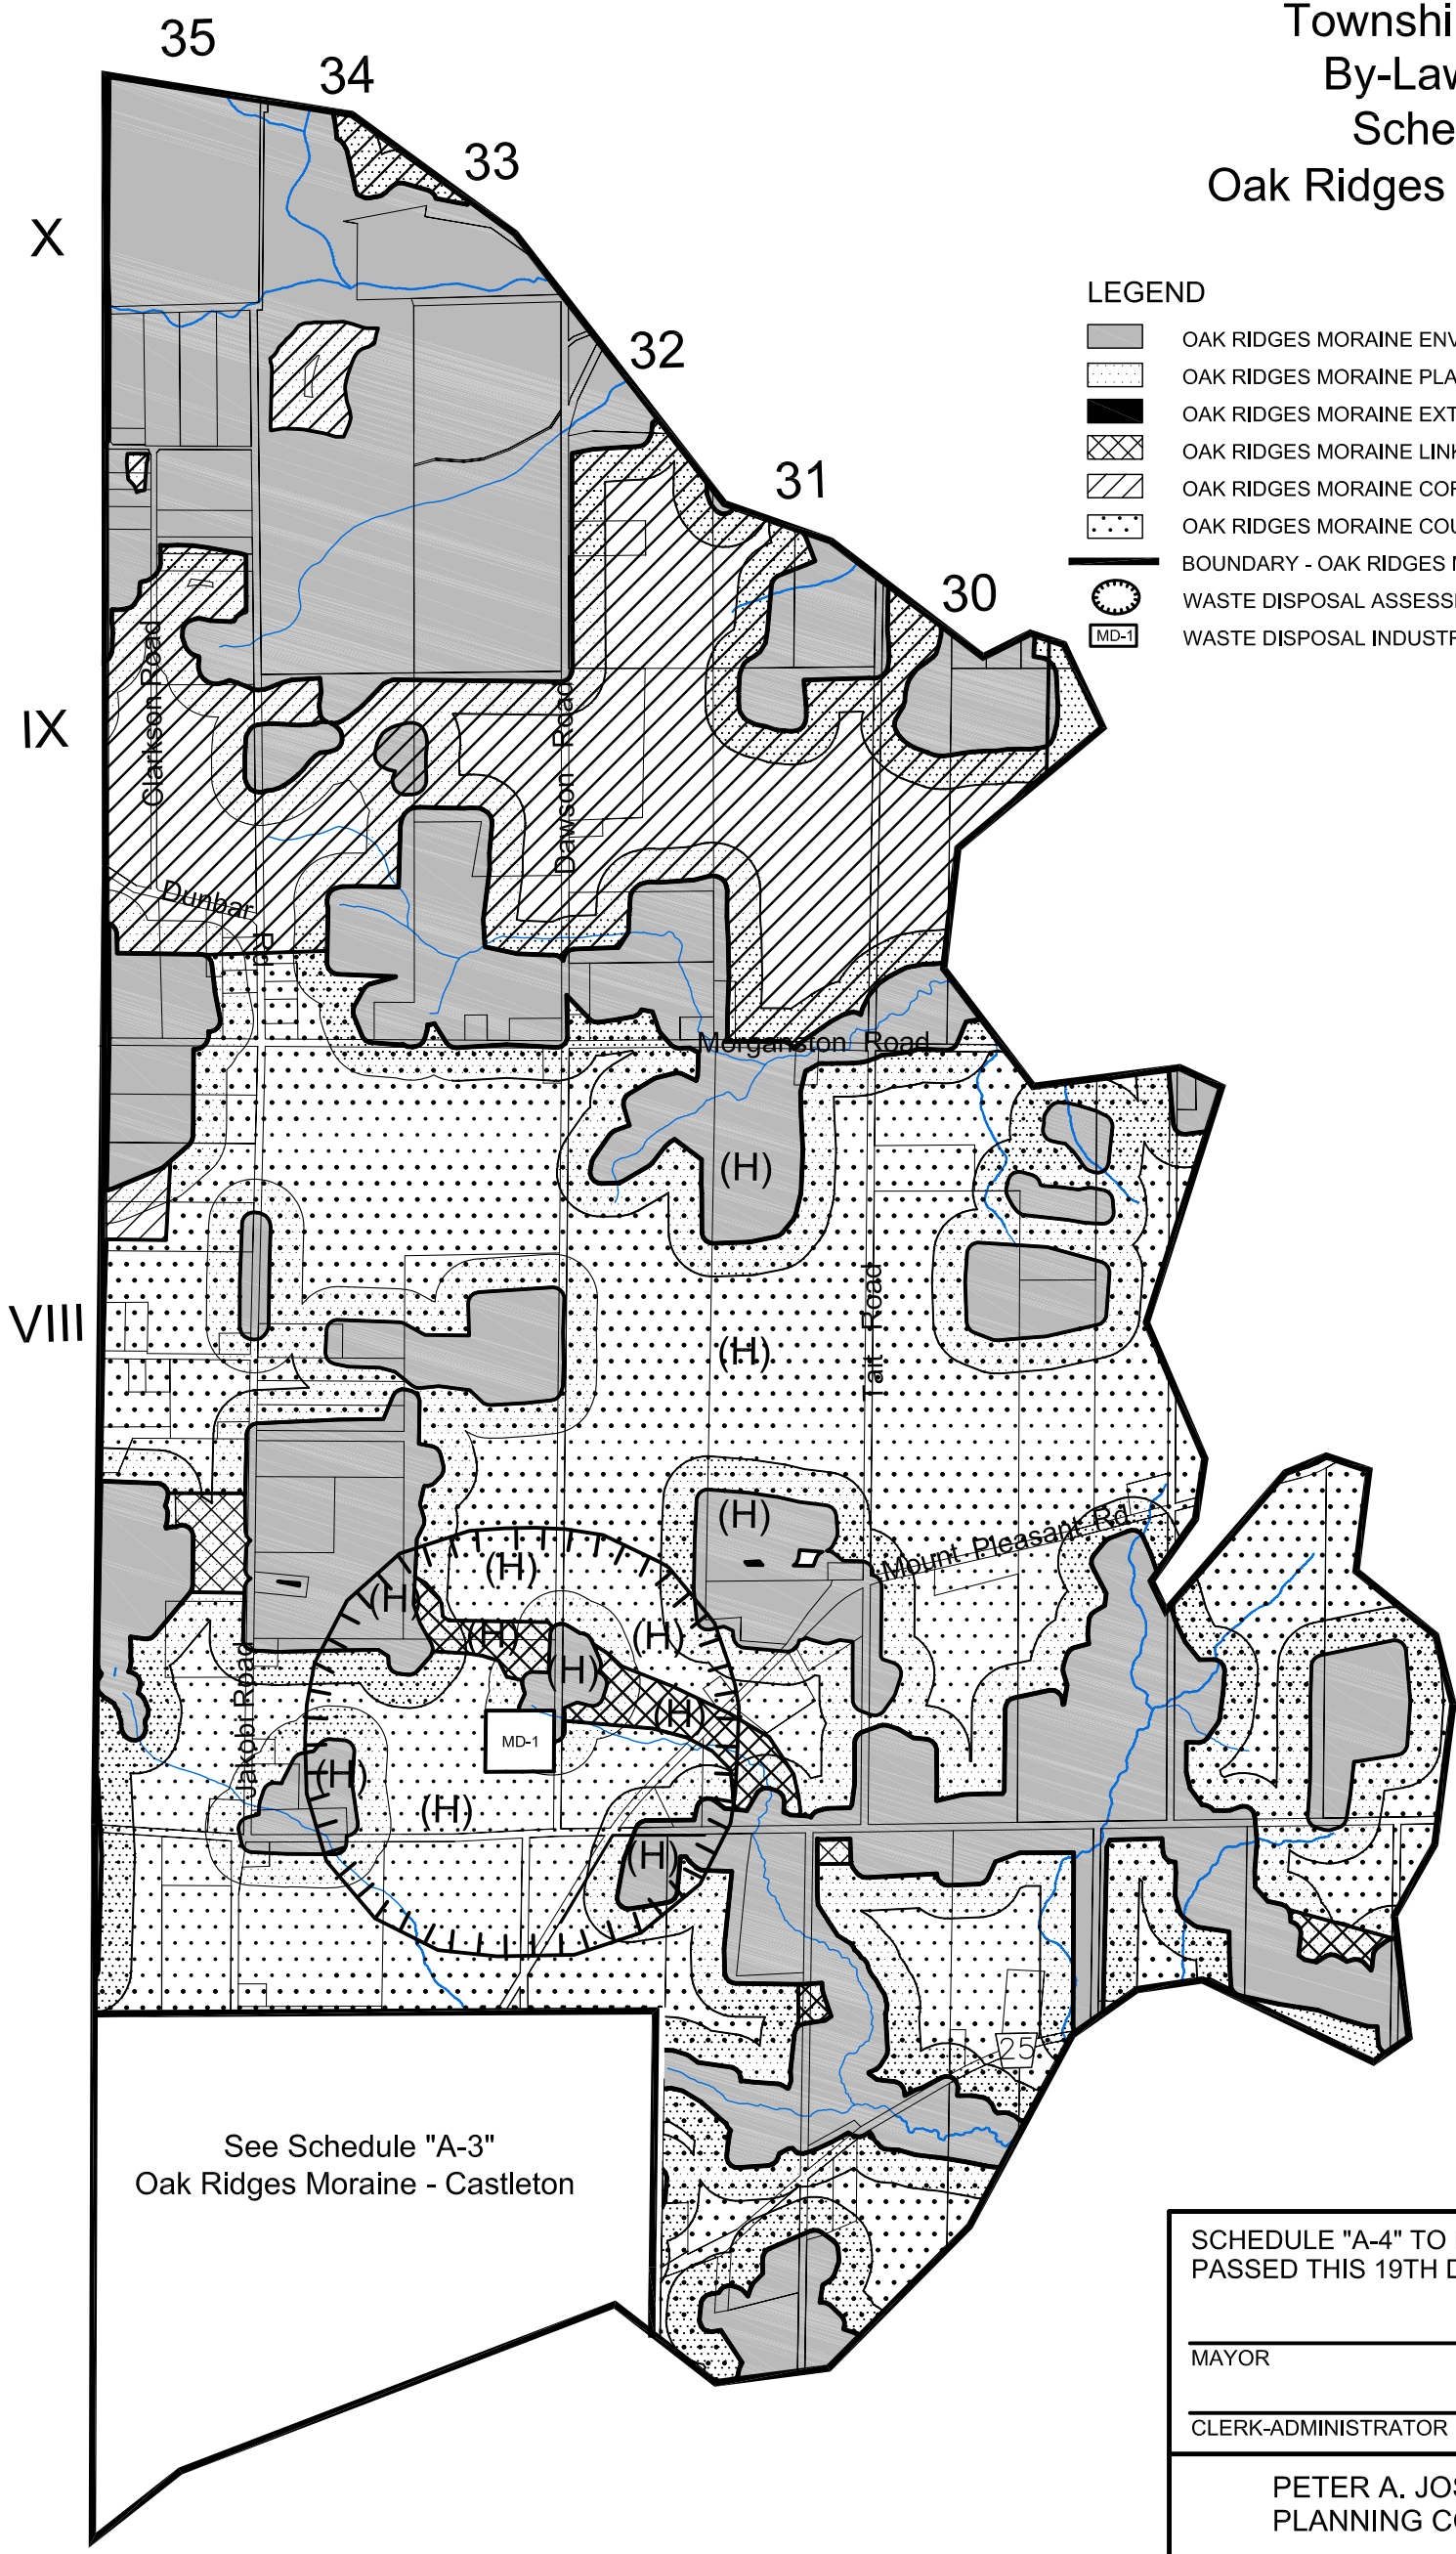 Townshi
By-Law
Sche
Oak Ridges
35
34
33
X
32
LEGEND
OAK RIDGES MORAINE ENV
OAK RIDGES MORAINE PLA
OAK RIDGES MORAINE EXT
OAK RIDGES MORAINE LINK
OAK RIDGES MORAINE COR
OAK RIDGES MORAINE COU
BOUNDARY - OAK RIDGES M
WASTE DISPOSAL ASSESS
MD-1 WASTE DISPOSAL INDUSTR
31
30
IX
Clarkson Road
Dawson Road
Dunbar Rd
Morganston Road
(H)
VIII
Tait Road
(H)
(H)
Mount Pleasant Rd
(H)
(H)
(H)
(H)
(H)
(H)
Jakobi Road
MD-1
(H)
(H)
(H)
25
See Schedule "A-3"
Oak Ridges Moraine - Castleton
SCHEDULE "A-4" TO
PASSED THIS 19TH D
MAYOR
CLERK-ADMINISTRATOR
PETER A. JOS
PLANNING CO